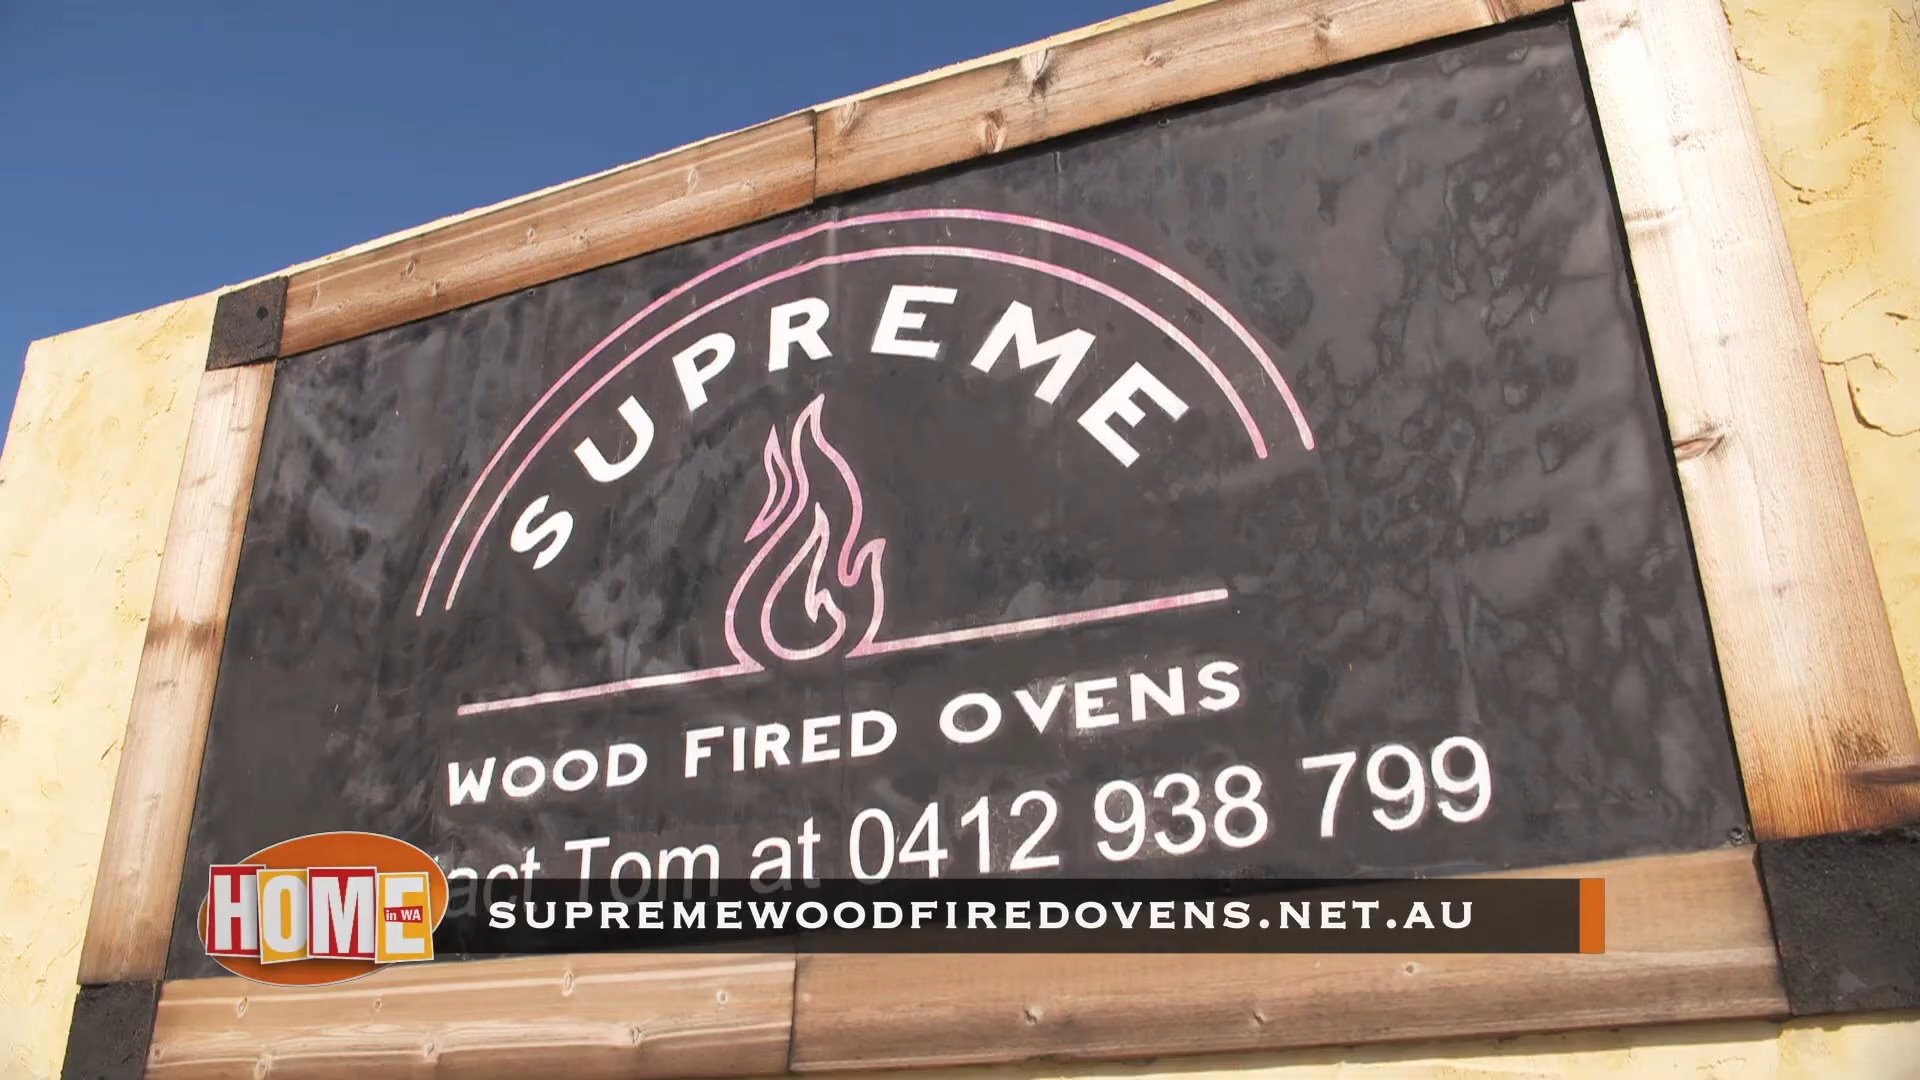 SUPREME
WOOD FIRED OVENS
Tom at 0412 938 799
HOME
in WA
SUPREMEWOODFIREDOVENS.NET.AU